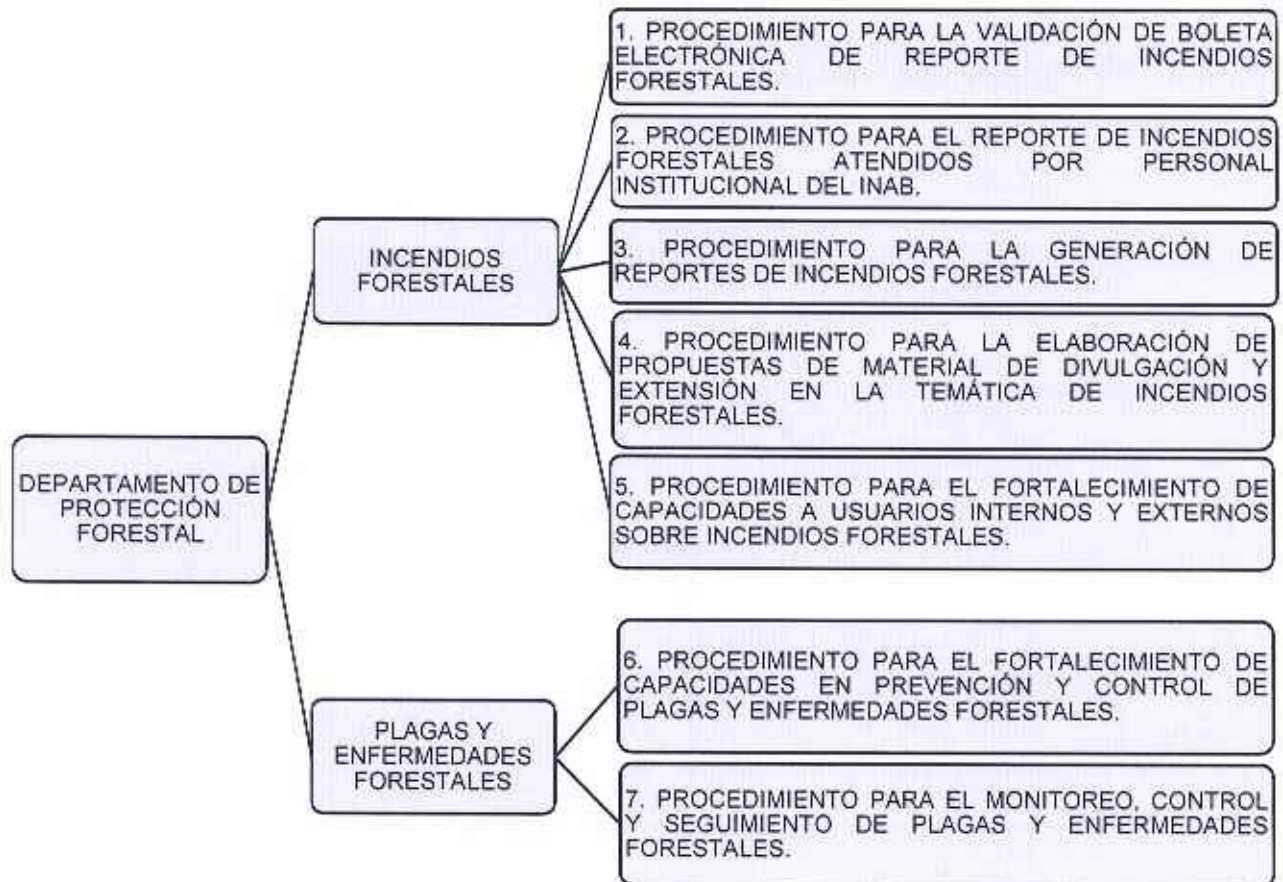 DEPARTAMENTO DE
PROTECCIÓN
FORESTAL
INCENDIOS
FORESTALES
1. PROCEDIMIENTO PARA LA VALIDACIÓN DE BOLETA
ELECTRÓNICA DE REPORTE DE INCENDIOS
FORESTALES.
2. PROCEDIMIENTO PARA EL REPORTE DE INCENDIOS
FORESTALES ATENDIDOS POR PERSONAL
INSTITUCIONAL DEL INAB.
3. PROCEDIMIENTO PARA LA GENERACIÓN DE
REPORTES DE INCENDIOS FORESTALES.
4. PROCEDIMIENTO PARA LA ELABORACIÓN DE
PROPUESTAS DE MATERIAL DE DIVULGACIÓN Y
EXTENSIÓN EN LA TEMÁTICA DE INCENDIOS
FORESTALES.
5. PROCEDIMIENTO PARA EL FORTALECIMIENTO DE
CAPACIDADES A USUARIOS INTERNOS Y EXTERNOS
SOBRE INCENDIOS FORESTALES.
PLAGAS Y
ENFERMEDADES
FORESTALES
6. PROCEDIMIENTO PARA EL FORTALECIMIENTO DE
CAPACIDADES EN PREVENCIÓN Y CONTROL DE
PLAGAS Y ENFERMEDADES FORESTALES.
7. PROCEDIMIENTO PARA EL MONITOREO, CONTROL
Y SEGUIMIENTO DE PLAGAS Y ENFERMEDADES
FORESTALES.